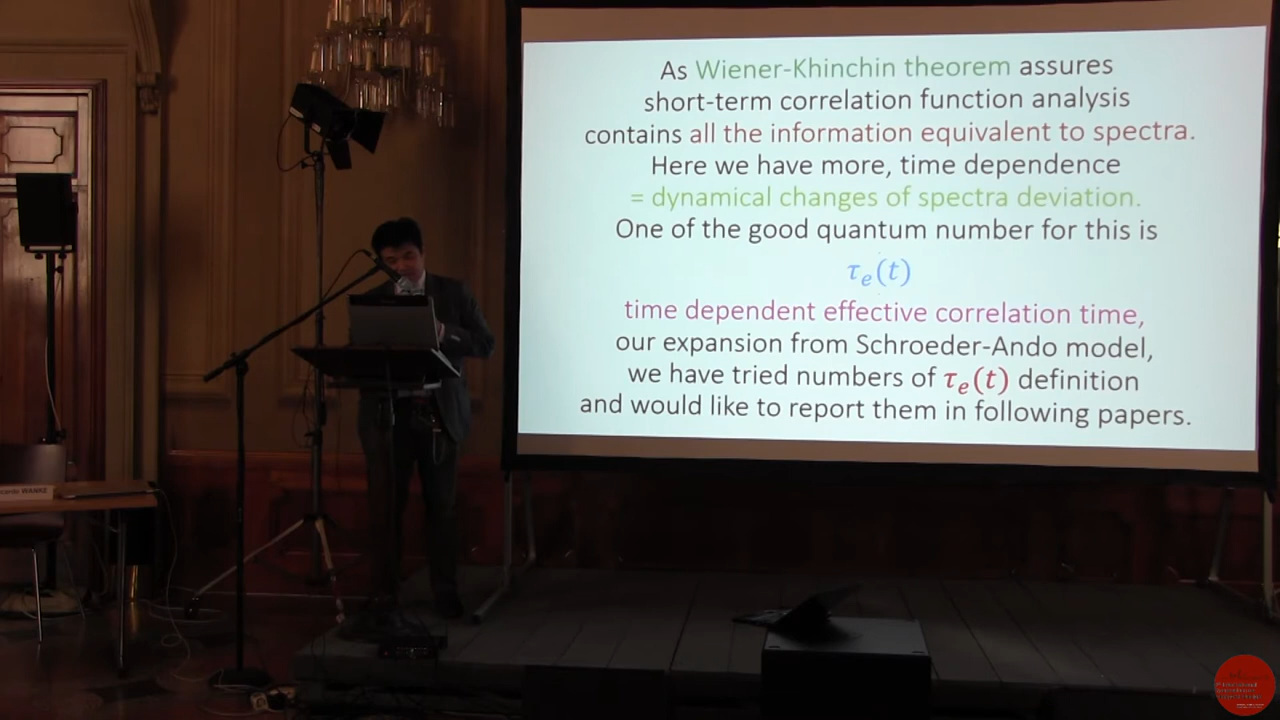 As Wiener-Khinchin theorem assures
short-term correlation function analysis
contains all the information equivalent to spectra.
Here we have more, time dependence
= dynamical changes of spectra deviation.
One of the good quantum number for this is
τₑ(t)
time dependent effective correlation time,
our expansion from Schroeder-Ando model,
we have tried numbers of τₑ(t) definition
and would like to report them in following papers.